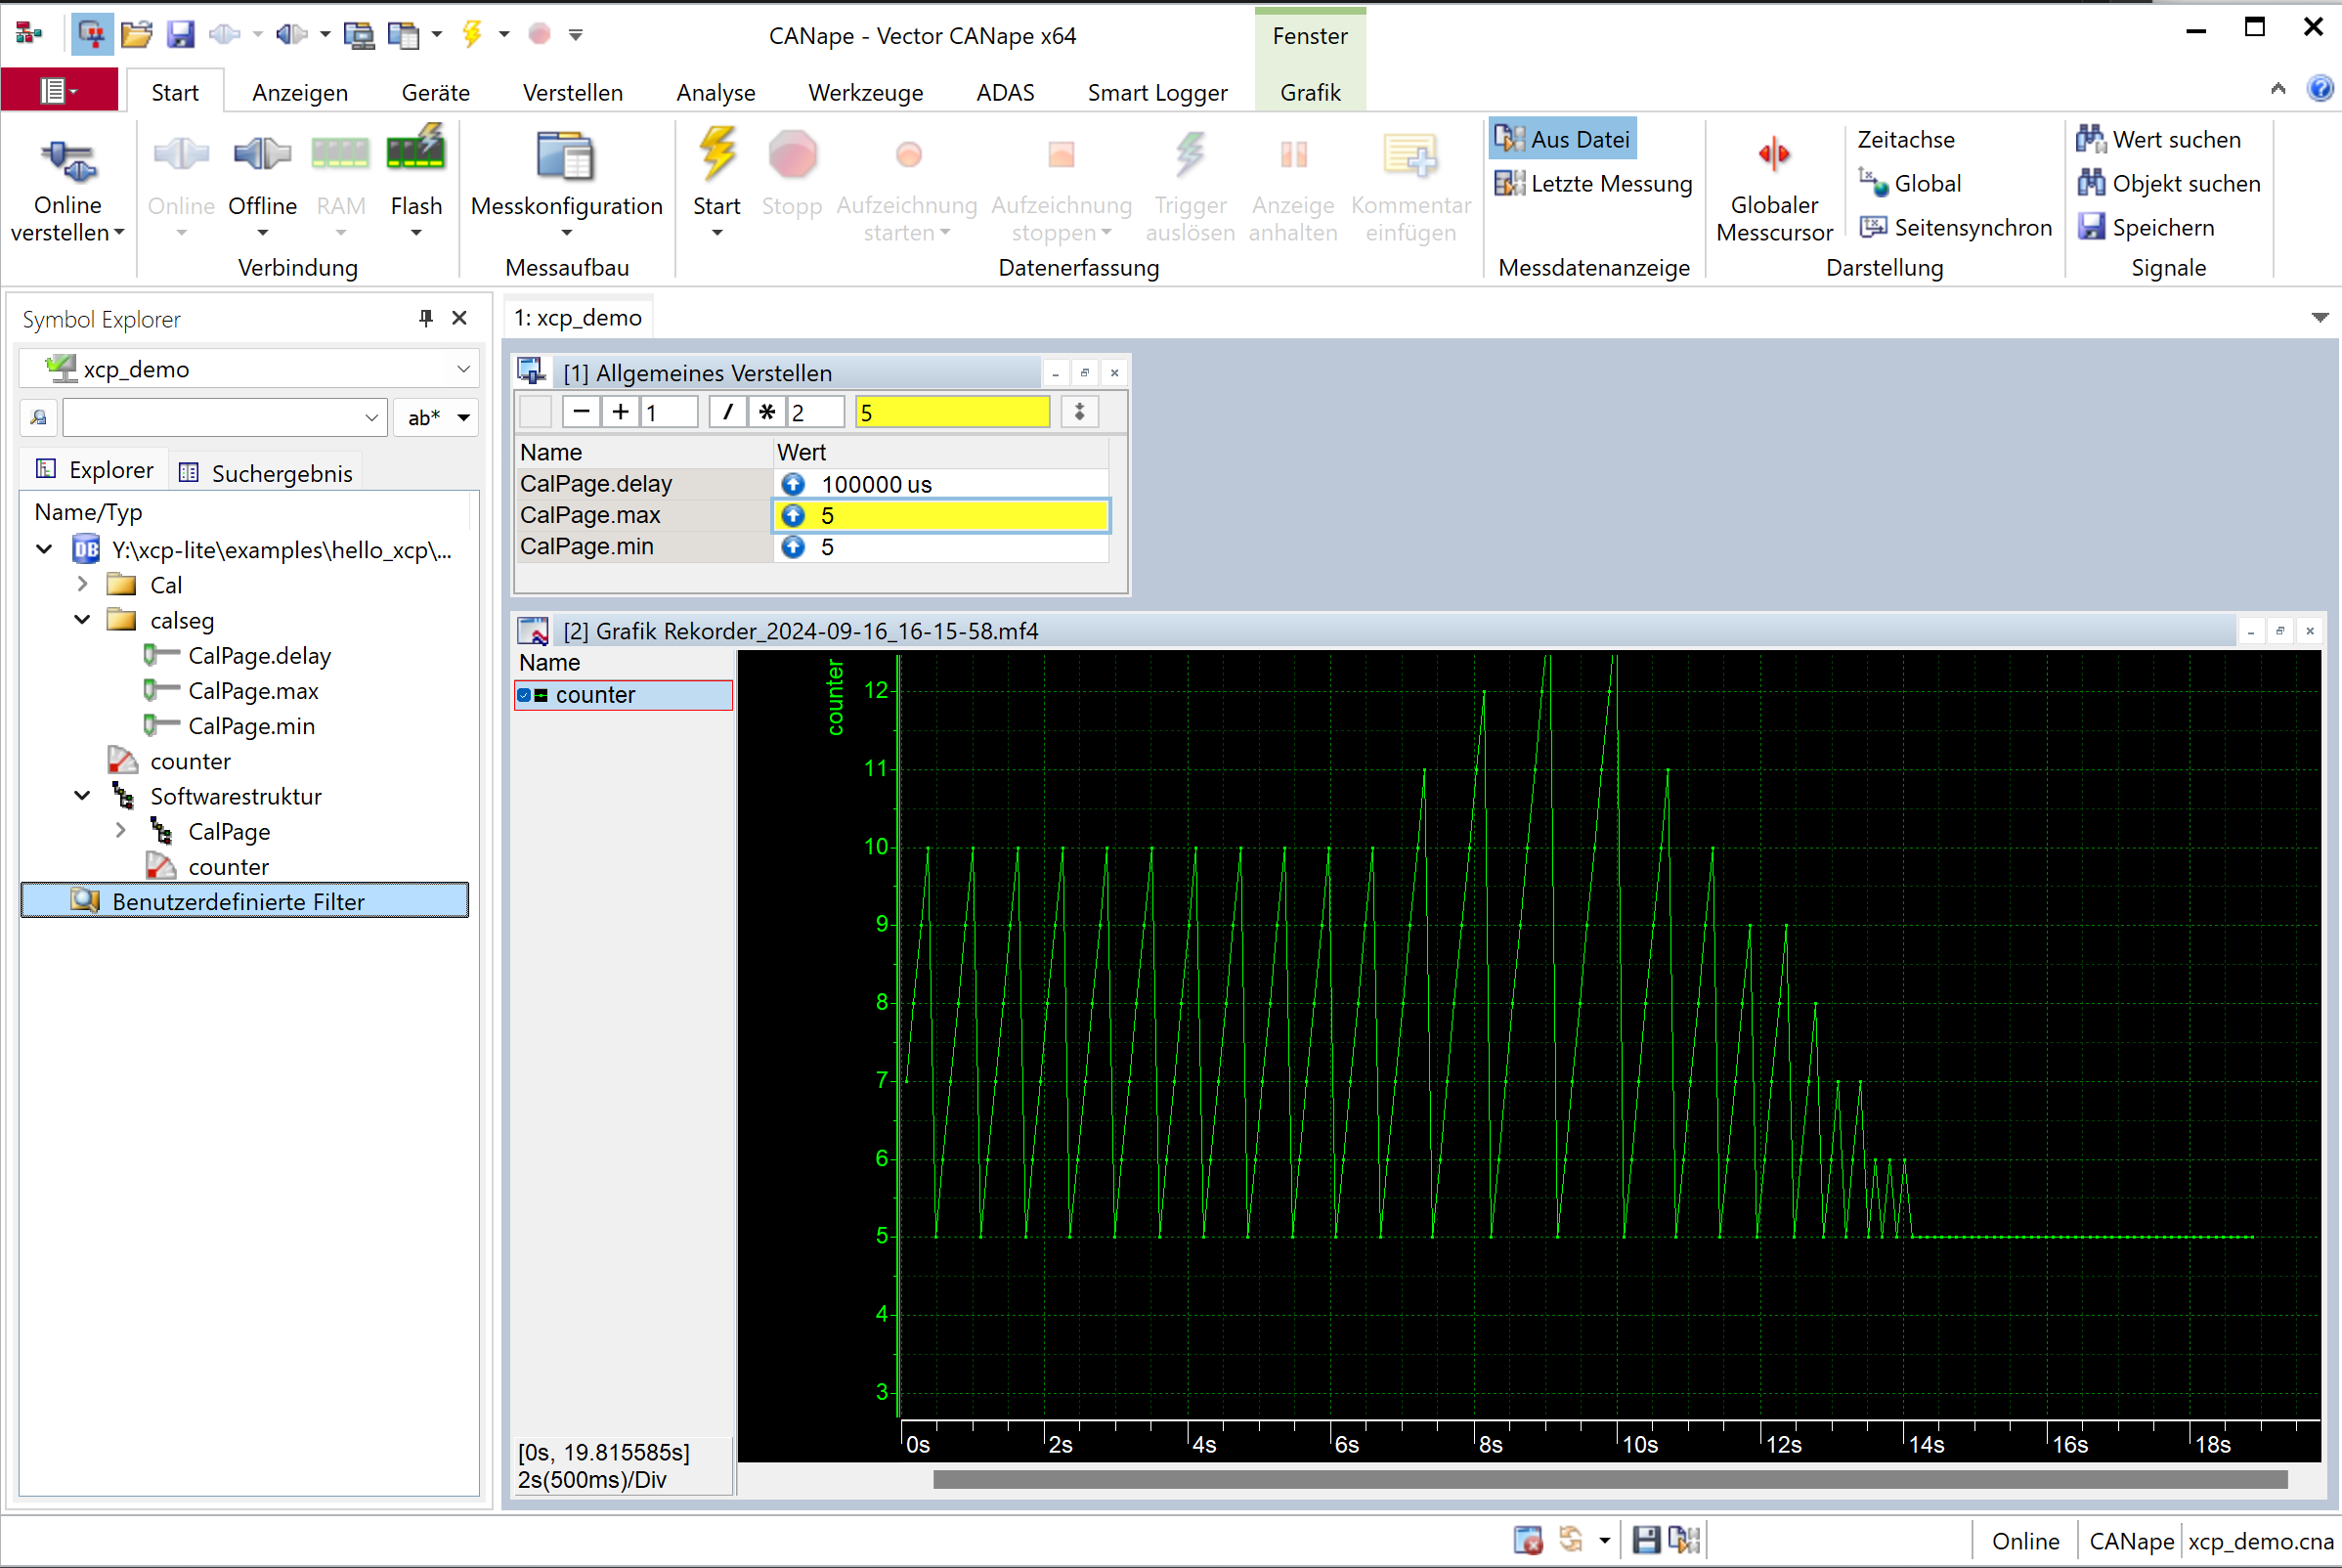 CANape - Vector CANape x64
Fenster
Start
Anzeigen
Geräte
Verstellen
Analyse
Werkzeuge
ADAS
Smart Logger
Grafik
Online
verstellen
Online
Offline
RAM
Flash
Verbindung
Messkonfiguration
Messaufbau
Start
Stopp
Aufzeichnung
starten
Aufzeichnung
stoppen
Trigger
auslösen
Anzeige
anhalten
Kommentar
einfügen
Datenerfassung
Aus Datei
Letzte Messung
Messdatenanzeige
Globaler
Messcursor
Zeitachse
Global
Seitensynchron
Darstellung
Wert suchen
Objekt suchen
Speichern
Signale
Symbol Explorer
xcp_demo
ab*
Explorer
Suchergebnis
Name/Typ
DB Y:\xcp-lite\examples\hello_xcp\...
Cal
calseg
CalPage.delay
CalPage.max
CalPage.min
counter
Softwarestruktur
CalPage
counter
Benutzerdefinierte Filter
1: xcp_demo
[1] Allgemeines Verstellen
− + 1 / * 2 5
Name Wert
CalPage.delay 100000 us
CalPage.max 5
CalPage.min 5
[2] Grafik Rekorder_2024-09-16_16-15-58.mf4
Name
counter
[0s, 19.815585s]
2s(500ms)/Div
counter
12
11
10
9
8
7
6
5
4
3
0s 2s 4s 6s 8s 10s 12s 14s 16s 18s
Online CANape xcp_demo.cna